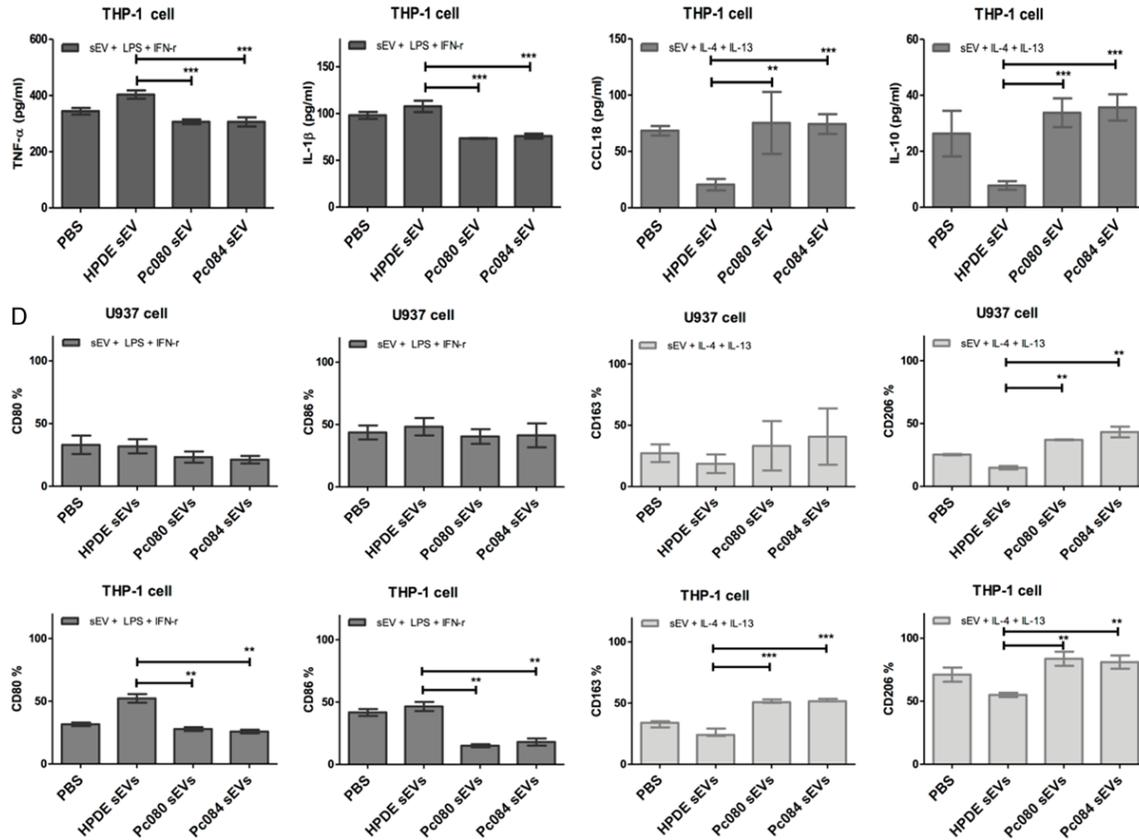 THP-1 cell
600
400
200
0
TNF-α (pg/ml)
sEV + LPS + IFN-r
***
***
PBS
HPDE sEV
Pc080 sEV
Pc084 sEV
THP-1 cell
150
100
50
0
IL-1β (pg/ml)
sEV + LPS + IFN-r
***
***
PBS
HPDE sEV
Pc080 sEV
Pc084 sEV
THP-1 cell
150
100
50
0
CCL18 (pg/ml)
sEV + IL-4 + IL-13
***
**
PBS
HPDE sEV
Pc080 sEV
Pc084 sEV
THP-1 cell
60
40
20
0
IL-10 (pg/ml)
sEV + IL-4 + IL-13
***
***
PBS
HPDE sEV
Pc080 sEV
Pc084 sEV
D
U937 cell
100
50
0
CD80 %
sEV + LPS + IFN-r
PBS
HPDE sEVs
Pc080 sEVs
Pc084 sEVs
U937 cell
100
50
0
CD86 %
sEV + LPS + IFN-r
PBS
HPDE sEVs
Pc080 sEVs
Pc084 sEVs
U937 cell
100
50
0
CD163 %
sEV + IL-4 + IL-13
PBS
HPDE sEVs
Pc080 sEVs
Pc084 sEVs
U937 cell
100
50
0
CD206 %
sEV + IL-4 + IL-13
**
**
PBS
HPDE sEVs
Pc080 sEVs
Pc084 sEVs
THP-1 cell
100
50
0
CD80 %
sEV + LPS + IFN-r
**
**
PBS
HPDE sEVs
Pc080 sEVs
Pc084 sEVs
THP-1 cell
100
50
0
CD86 %
sEV + LPS + IFN-r
**
**
PBS
HPDE sEVs
Pc080 sEVs
Pc084 sEVs
THP-1 cell
100
50
0
CD163 %
sEV + IL-4 + IL-13
***
***
PBS
HPDE sEVs
Pc080 sEVs
Pc084 sEVs
THP-1 cell
100
50
0
CD206 %
sEV + IL-4 + IL-13
**
**
PBS
HPDE sEVs
Pc080 sEVs
Pc084 sEVs